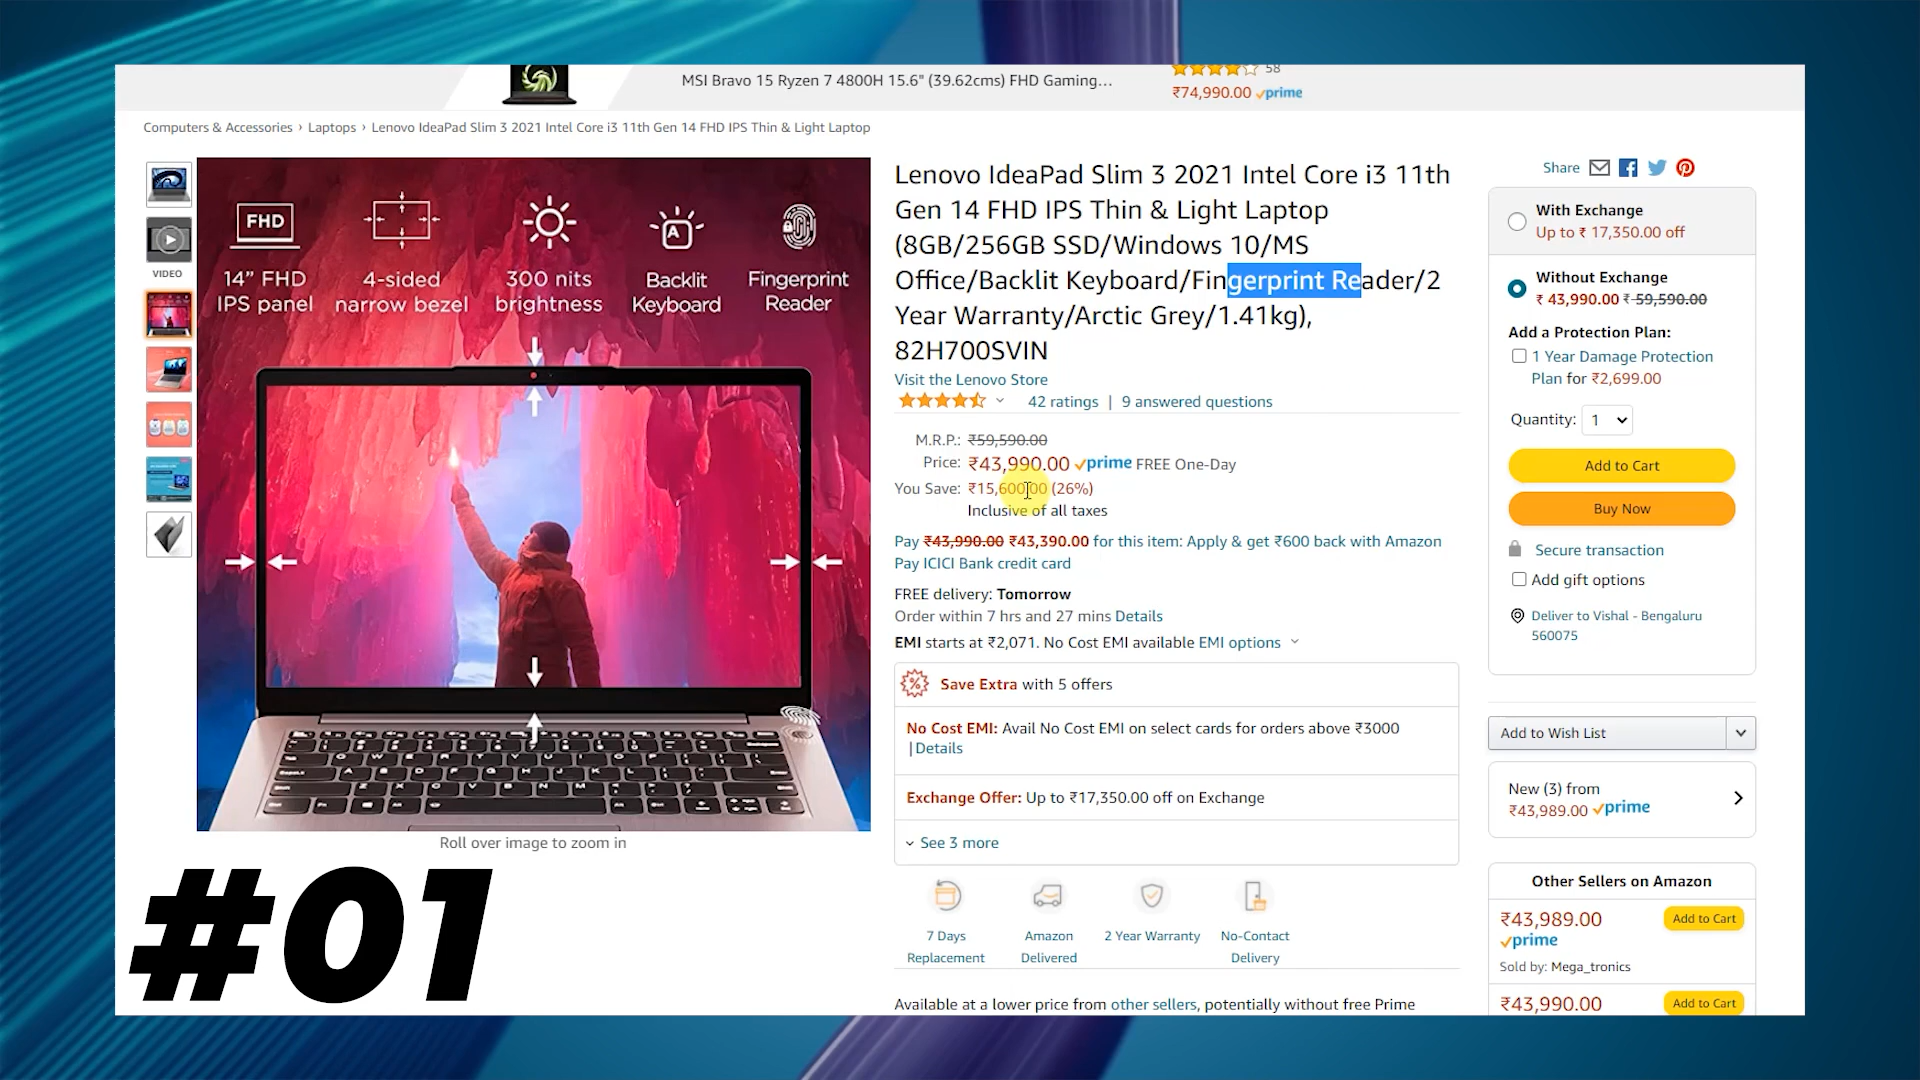 MSI Bravo 15 Ryzen 7 4800H 15.6" (39.62cms) FHD Gaming...
58
₹74,990.00 prime
Computers & Accessories › Laptops › Lenovo IdeaPad Slim 3 2021 Intel Core i3 11th Gen 14 FHD IPS Thin & Light Laptop
VIDEO
FHD
A
14” FHD
IPS panel
4-sided
narrow bezel
300 nits
brightness
Backlit
Keyboard
Fingerprint
Reader
Roll over image to zoom in
#01
Lenovo IdeaPad Slim 3 2021 Intel Core i3 11th
Gen 14 FHD IPS Thin & Light Laptop
(8GB/256GB SSD/Windows 10/MS
Office/Backlit Keyboard/Fingerprint Reader/2
Year Warranty/Arctic Grey/1.41kg),
82H700SVIN
Visit the Lenovo Store
42 ratings | 9 answered questions
M.R.P.: ₹59,590.00
Price: ₹43,990.00 prime FREE One-Day
You Save: ₹15,600.00 (26%)
Inclusive of all taxes
Pay ₹43,990.00 ₹43,390.00 for this item: Apply & get ₹600 back with Amazon
Pay ICICI Bank credit card
FREE delivery: Tomorrow
Order within 7 hrs and 27 mins Details
EMI starts at ₹2,071. No Cost EMI available EMI options
Save Extra with 5 offers
No Cost EMI: Avail No Cost EMI on select cards for orders above ₹3000
|Details
Exchange Offer: Up to ₹17,350.00 off on Exchange
See 3 more
7 Days
Replacement
Amazon
Delivered
2 Year Warranty
No-Contact
Delivery
Available at a lower price from other sellers, potentially without free Prime
Share
With Exchange
Up to ₹ 17,350.00 off
Without Exchange
₹ 43,990.00 ₹ 59,590.00
Add a Protection Plan:
1 Year Damage Protection
Plan for ₹2,699.00
Quantity: 1
Add to Cart
Buy Now
Secure transaction
Add gift options
Deliver to Vishal - Bengaluru
560075
Add to Wish List
New (3) from
₹43,989.00 prime
Other Sellers on Amazon
₹43,989.00 Add to Cart
prime
Sold by: Mega_tronics
₹43,990.00 Add to Cart